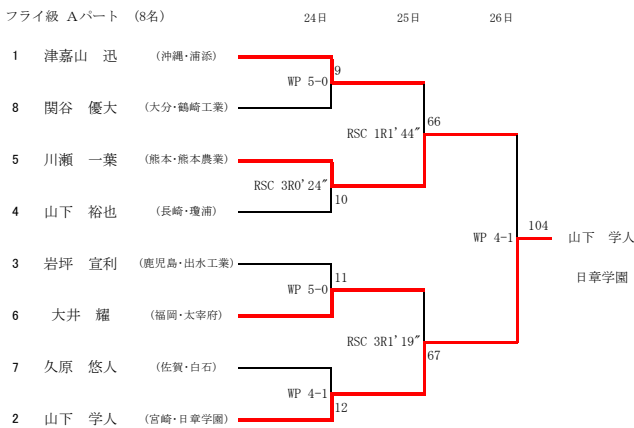 フライ級 Aパート (8名) 24日 25日 26日
1 津嘉山 迅 (沖縄・浦添)
9
WP 5-0
8 関谷 優大 (大分・鶴崎工業)
66
RSC 1R1'44″
5 川瀬 一葉 (熊本・熊本農業)
RSC 3R0'24″
10
4 山下 裕也 (長崎・瓊浦)
104
WP 4-1 山下 学人
日章学園
3 岩坪 宣利 (鹿児島・出水工業)
11
WP 5-0
6 大井 耀 (福岡・太宰府)
RSC 3R1'19″
67
7 久原 悠人 (佐賀・白石)
WP 4-1
12
2 山下 学人 (宮崎・日章学園)